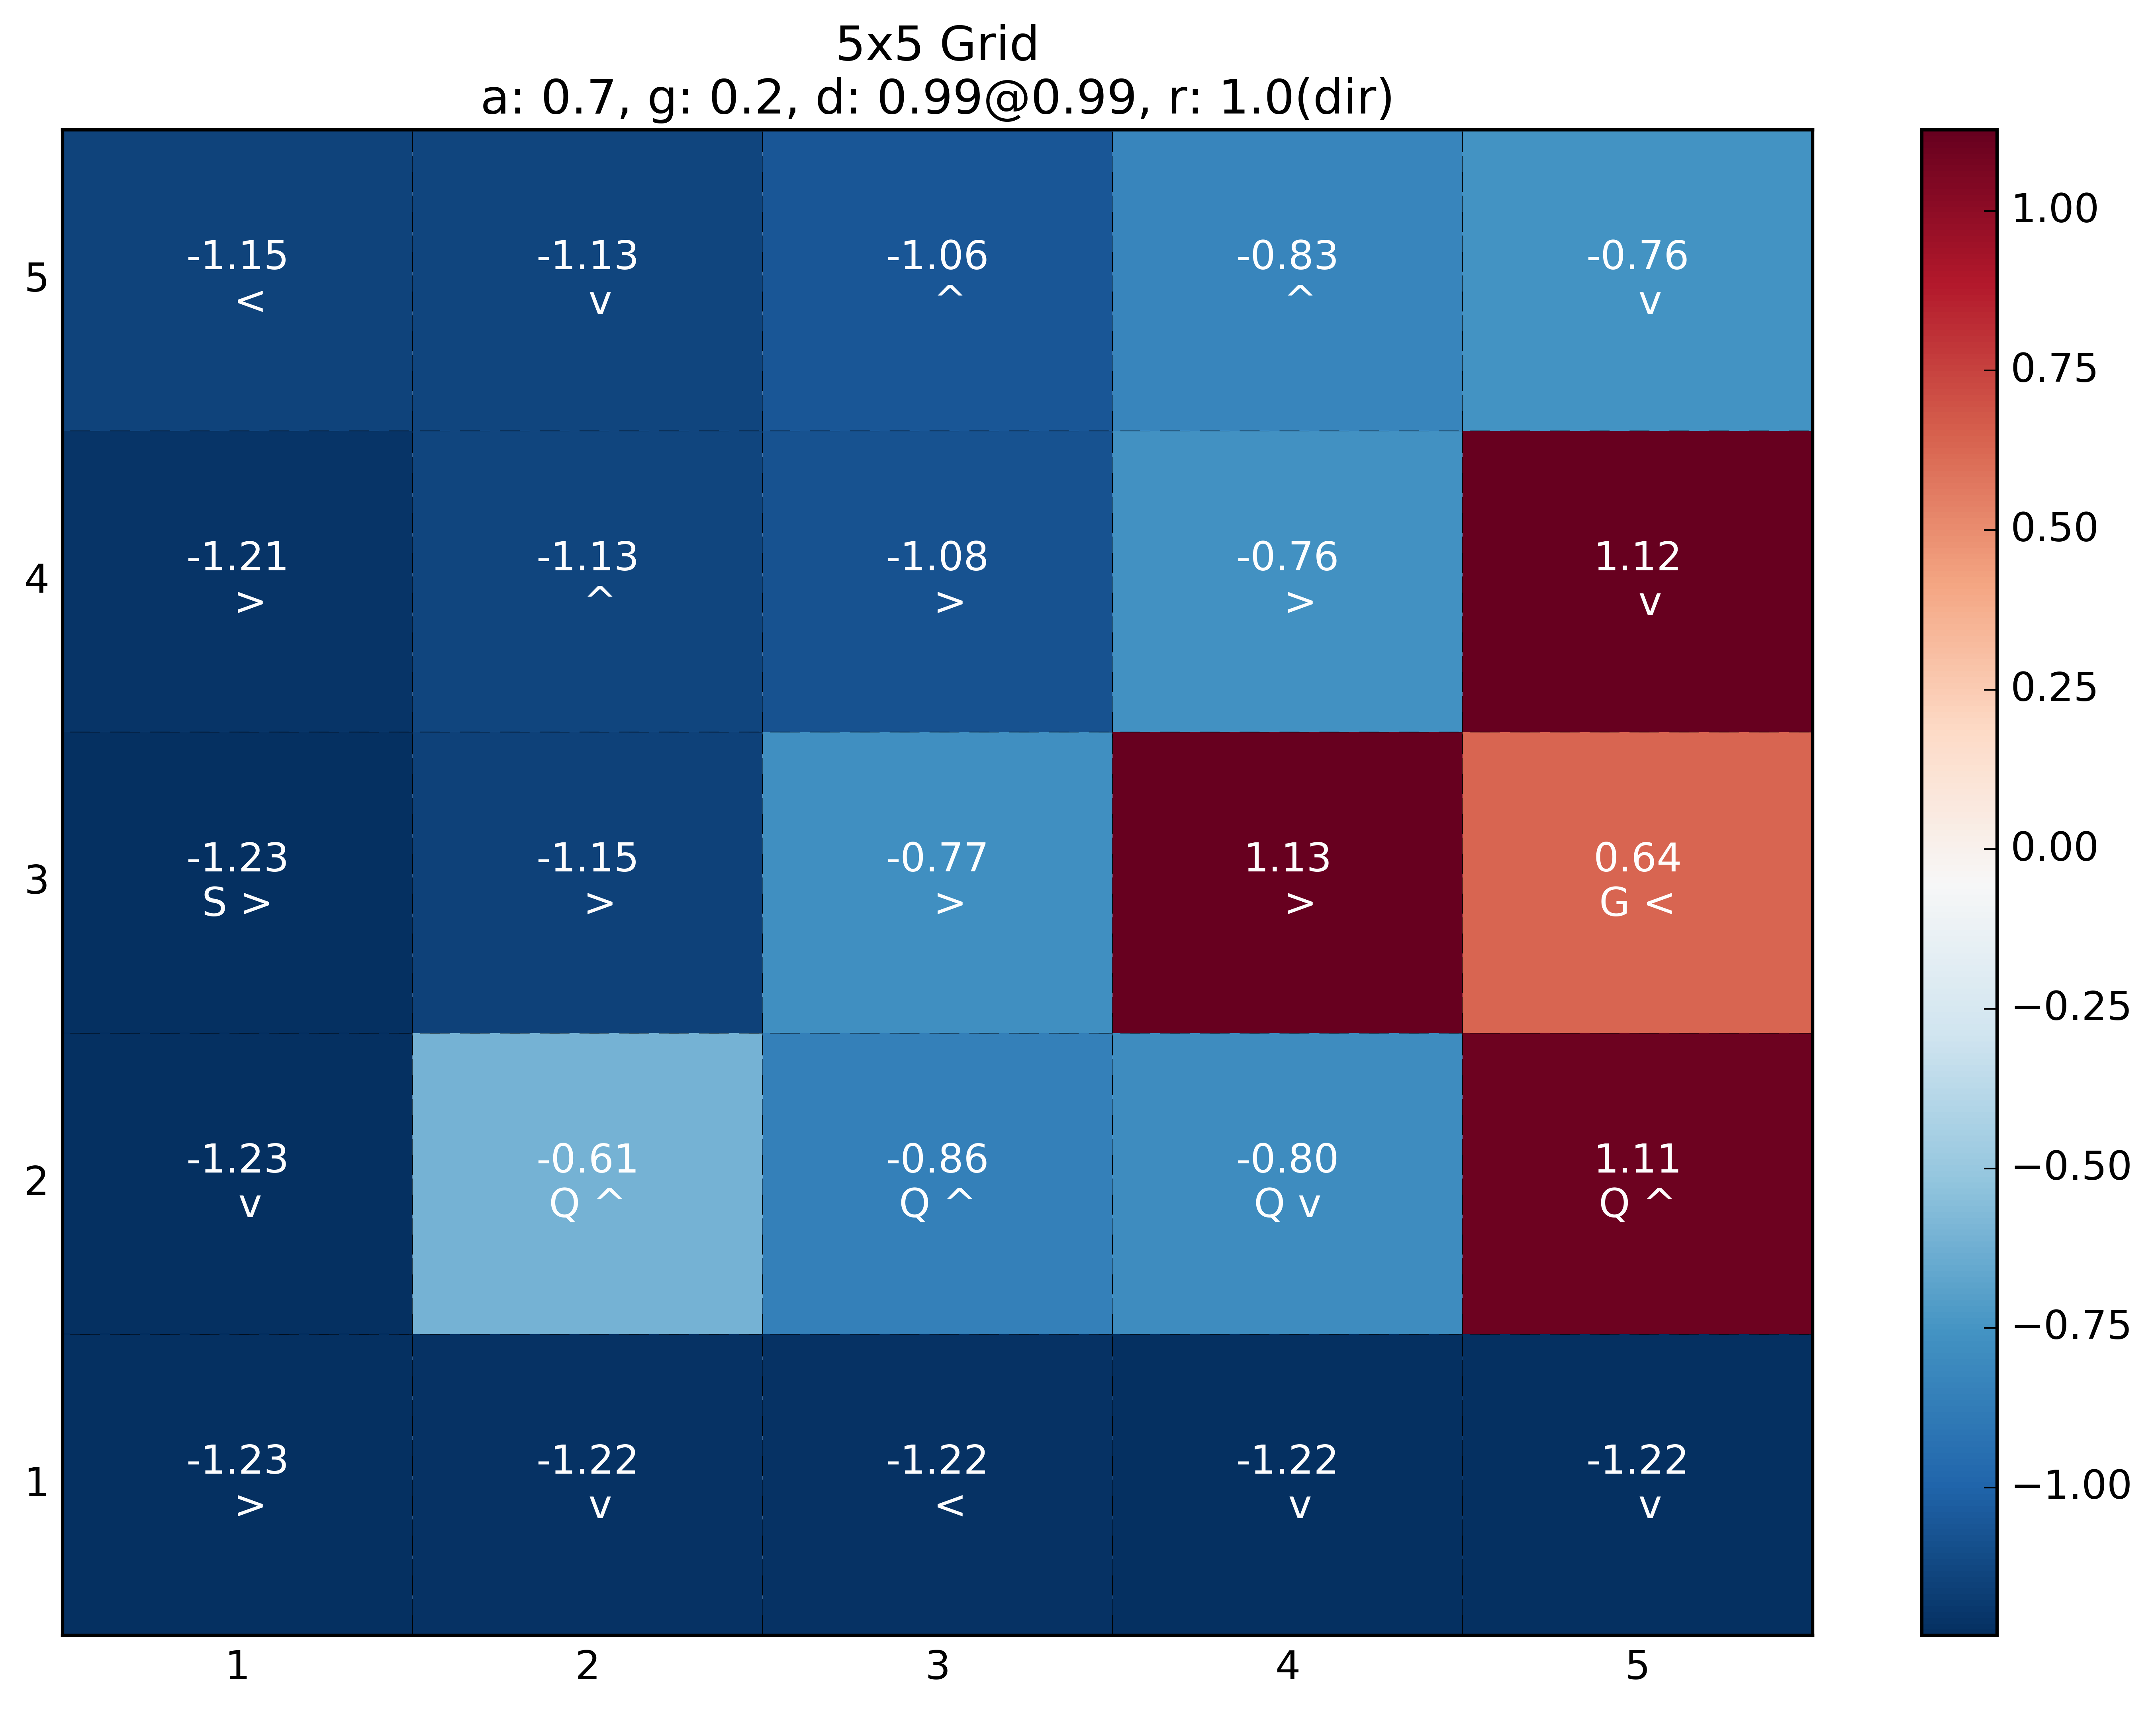 5x5 Grid
a: 0.7, g: 0.2, d: 0.99@0.99, r: 1.0(dir)
5
-1.15 -1.13 -1.06 -0.83 -0.76
< v ^ ^ v
4
-1.21 -1.13 -1.08 -0.76 1.12
> ^ > > v
3
-1.23 -1.15 -0.77 1.13 0.64
S > > > > G <
2
-1.23 -0.61 -0.86 -0.80 1.11
v Q ^ Q ^ Q v Q ^
1
-1.23 -1.22 -1.22 -1.22 -1.22
> v < v v
1 2 3 4 5
1.00
0.75
0.50
0.25
0.00
−0.25
−0.50
−0.75
−1.00